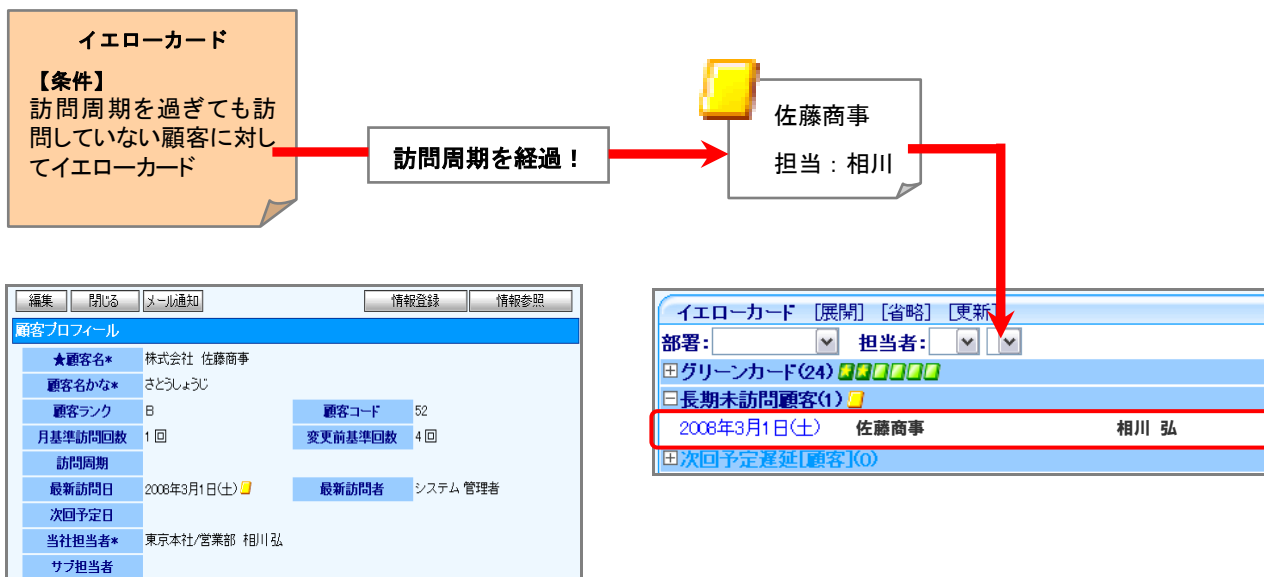 イエローカード
【条件】
訪問周期を過ぎても訪
問していない顧客に対し
てイエローカード
訪問周期を経過！
佐藤商事
担当：相川
編集 閉じる メール通知 情報登録 情報参照
顧客プロフィール
★顧客名* 株式会社 佐藤商事
顧客名かな* さとうしょうじ
顧客ランク B 顧客コード 52
月基準訪問回数 1 回 変更前基準回数 4 回
訪問周期
最新訪問日 2008年3月1日(土) 最新訪問者 システム 管理者
次回予定日
当社担当者* 東京本社/営業部 相川 弘
サブ担当者
イエローカード [展開] [省略] [更新]
部署: 担当者:
グリーンカード(24)
長期未訪問顧客(1)
2008年3月1日(土) 佐藤商事 相川 弘
次回予定遅延[顧客](0)